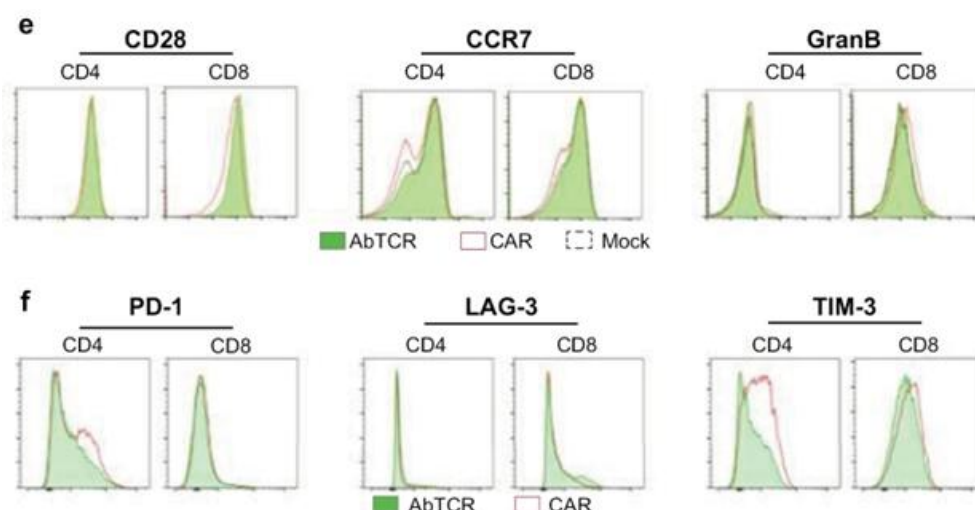 e
CD28 CCR7 GranB
CD4 CD8 CD4 CD8 CD4 CD8
AbTCR CAR Mock
f
PD-1 LAG-3 TIM-3
CD4 CD8 CD4 CD8 CD4 CD8
AbTCR CAR